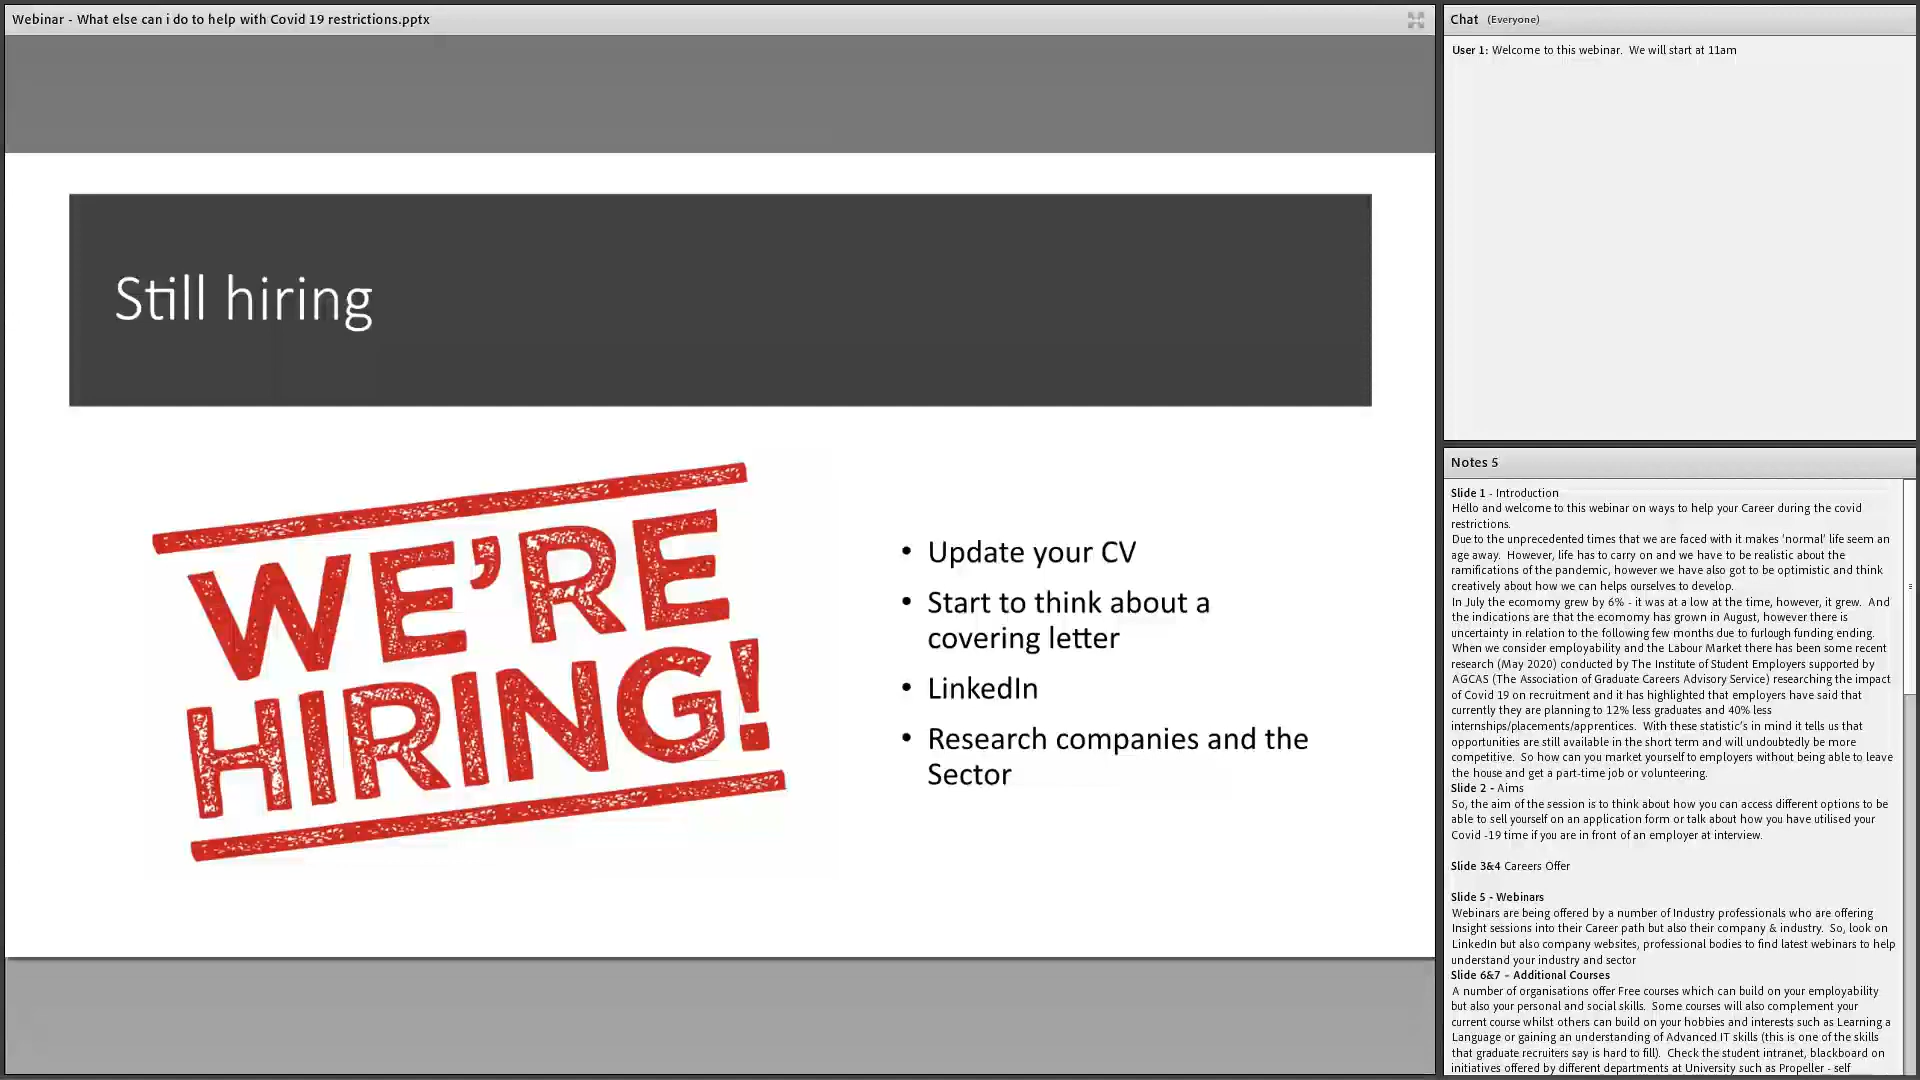 Webinar - What else can i do to help with Covid 19 restrictions.pptx
Still hiring
WE'RE
HIRING!
• Update your CV
• Start to think about a
covering letter
• LinkedIn
• Research companies and the
Sector
Chat (Everyone)
User 1: Welcome to this webinar. We will start at 11am
Notes 5
Slide 1 - Introduction
Hello and welcome to this webinar on ways to help your Career during the covid
restrictions.
Due to the unprecedented times that we are faced with it makes 'normal' life seem an
age away. However, life has to carry on and we have to be realistic about the
ramifications of the pandemic, however we have also got to be optimistic and think
creatively about how we can helps ourselves to develop.
In July the ecomomy grew by 6% - it was at a low at the time, however, it grew. And
the indications are that the ecomomy has grown in August, however there is
uncertainty in relation to the following few months due to furlough funding ending.
When we consider employability and the Labour Market there has been some recent
research (May 2020) conducted by The Institute of Student Employers supported by
AGCAS (The Association of Graduate Careers Advisory Service) researching the impact
of Covid 19 on recruitment and it has highlighted that employers have said that
currently they are planning to 12% less graduates and 40% less
internships/placements/apprentices. With these statistic's in mind it tells us that
opportunities are still available in the short term and will undoubtedly be more
competitive. So how can you market yourself to employers without being able to leave
the house and get a part-time job or volunteering.
Slide 2 - Aims
So, the aim of the session is to think about how you can access different options to be
able to sell yourself on an application form or talk about how you have utilised your
Covid -19 time if you are in front of an employer at interview.
Slide 3&4 Careers Offer
Slide 5 - Webinars
Webinars are being offered by a number of Industry professionals who are offering
Insight sessions into their Career path but also their company & industry. So, look on
LinkedIn but also company websites, professional bodies to find latest webinars to help
understand your industry and sector
Slide 6&7 - Additional Courses
A number of organisations offer Free courses which can build on your employability
but also your personal and social skills. Some courses will also complement your
current course whilst others can build on your hobbies and interests such as Learning a
Language or gaining an understanding of Advanced IT skills (this is one of the skills
that graduate recruiters say is hard to fill). Check the student intranet, blackboard on
initiatives offered by different departments at University such as Propeller - self